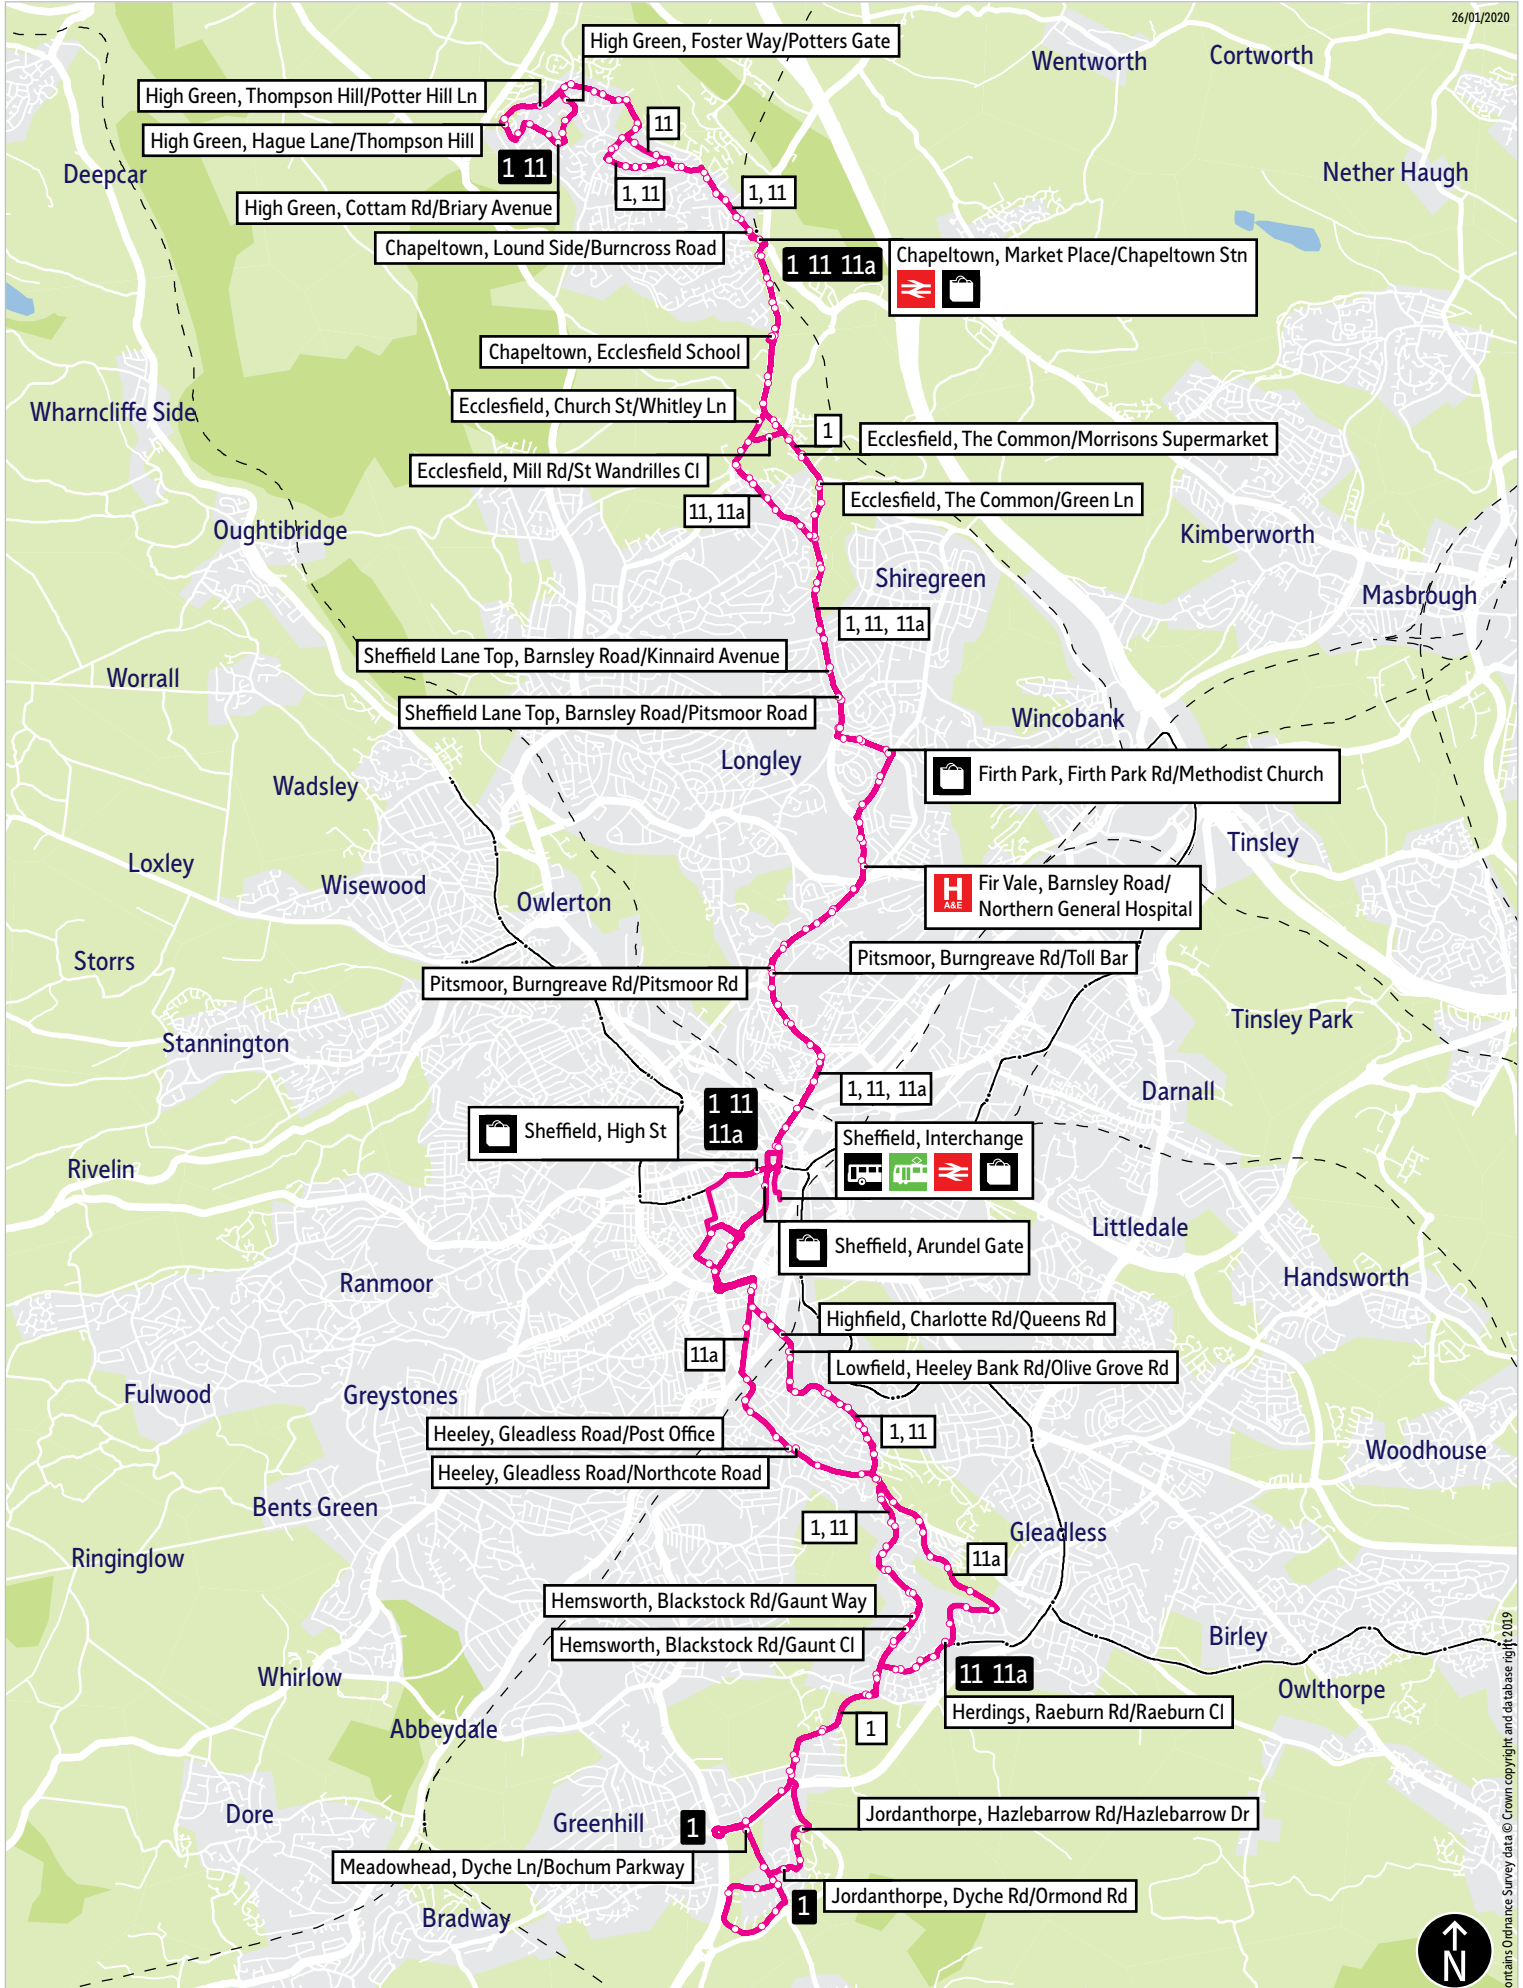 26/01/2020
High Green, Foster Way/Potters Gate
Wentworth
Cortworth
High Green, Thompson Hill/Potter Hill Ln
11
High Green, Hague Lane/Thompson Hill
Deepcar
1 11
Nether Haugh
1, 11
1, 11
High Green, Cottam Rd/Briary Avenue
Chapeltown, Lound Side/Burncross Road
1 11 11a
Chapeltown, Market Place/Chapeltown Stn
Chapeltown, Ecclesfield School
Ecclesfield, Church St/Whitley Ln
Wharncliffe Side
1
Ecclesfield, The Common/Morrisons Supermarket
Ecclesfield, Mill Rd/St Wandrilles Cl
Ecclesfield, The Common/Green Ln
11, 11a
Oughtibridge
Kimberworth
Shiregreen
Masbrough
1, 11, 11a
Sheffield Lane Top, Barnsley Road/Kinnaird Avenue
Worrall
Sheffield Lane Top, Barnsley Road/Pitsmoor Road
Wincobank
Longley
Firth Park, Firth Park Rd/Methodist Church
Wadsley
Tinsley
Loxley
Wisewood
H
A&E
Fir Vale, Barnsley Road/
Northern General Hospital
Owlerton
Storrs
Pitsmoor, Burngreave Rd/Toll Bar
Pitsmoor, Burngreave Rd/Pitsmoor Rd
Tinsley Park
Stannington
1, 11, 11a
Darnall
1 11
11a
Sheffield, High St
Sheffield, Interchange
Rivelin
Littledale
Sheffield, Arundel Gate
Ranmoor
Handsworth
Highfield, Charlotte Rd/Queens Rd
11a
Lowfield, Heeley Bank Rd/Olive Grove Rd
Fulwood
Greystones
1, 11
Heeley, Gleadless Road/Post Office
Woodhouse
Heeley, Gleadless Road/Northcote Road
Bents Green
1, 11
Gleadless
Ringinglow
11a
Hemsworth, Blackstock Rd/Gaunt Way
Hemsworth, Blackstock Rd/Gaunt Cl
Birley
Whirlow
11 11a
Owlthorpe
Herdings, Raeburn Rd/Raeburn Cl
Abbeydale
1
Dore
Greenhill
1
Jordanthorpe, Hazlebarrow Rd/Hazlebarrow Dr
Meadowhead, Dyche Ln/Bochum Parkway
1
Jordanthorpe, Dyche Rd/Ormond Rd
Bradway
N
ontains Ordnance Survey data © Crown copyright and database right 2019